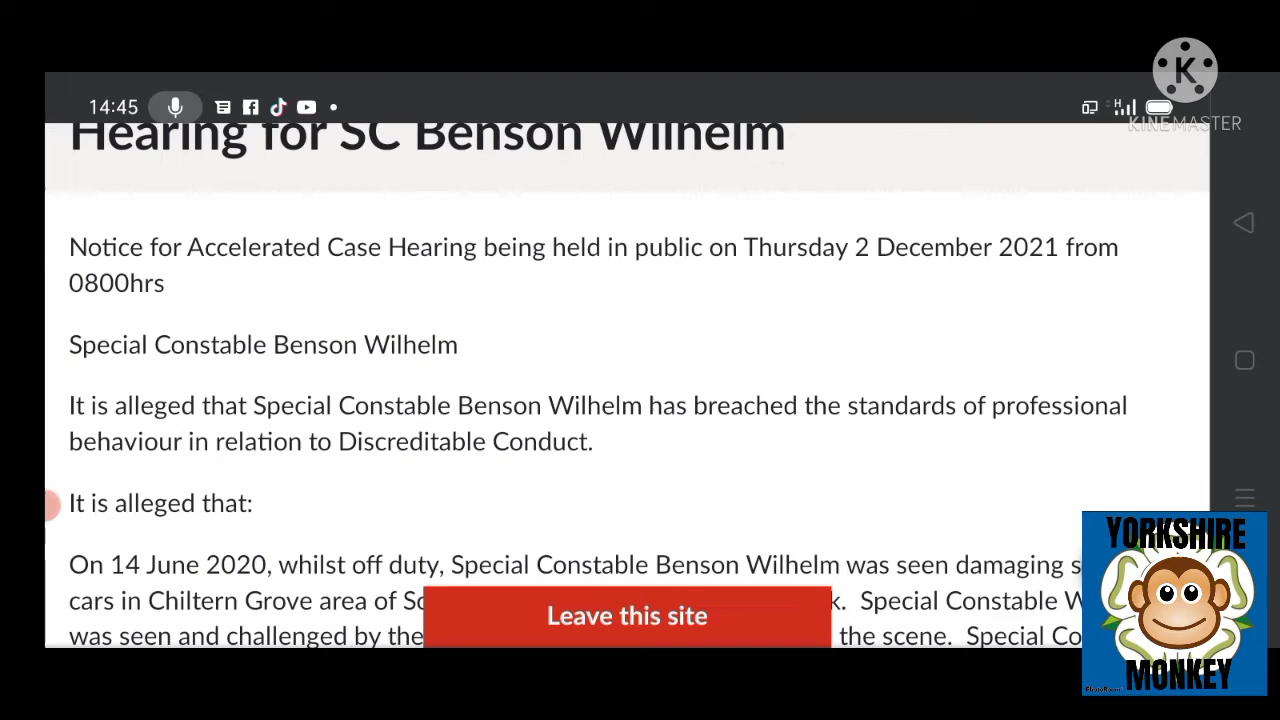 14:45
H
KINEMASTER
Hearing for SC Benson Wilhelm
Notice for Accelerated Case Hearing being held in public on Thursday 2 December 2021 from
0800hrs
Special Constable Benson Wilhelm
It is alleged that Special Constable Benson Wilhelm has breached the standards of professional
behaviour in relation to Discreditable Conduct.
It is alleged that:
On 14 June 2020, whilst off duty, Special Constable Benson Wilhelm was seen damaging
cars in Chiltern Grove area of
Special Constable
was seen and challenged by the
the scene. Special
Leave this site
YORKSHIRE
MONKEY
PhotoRoom